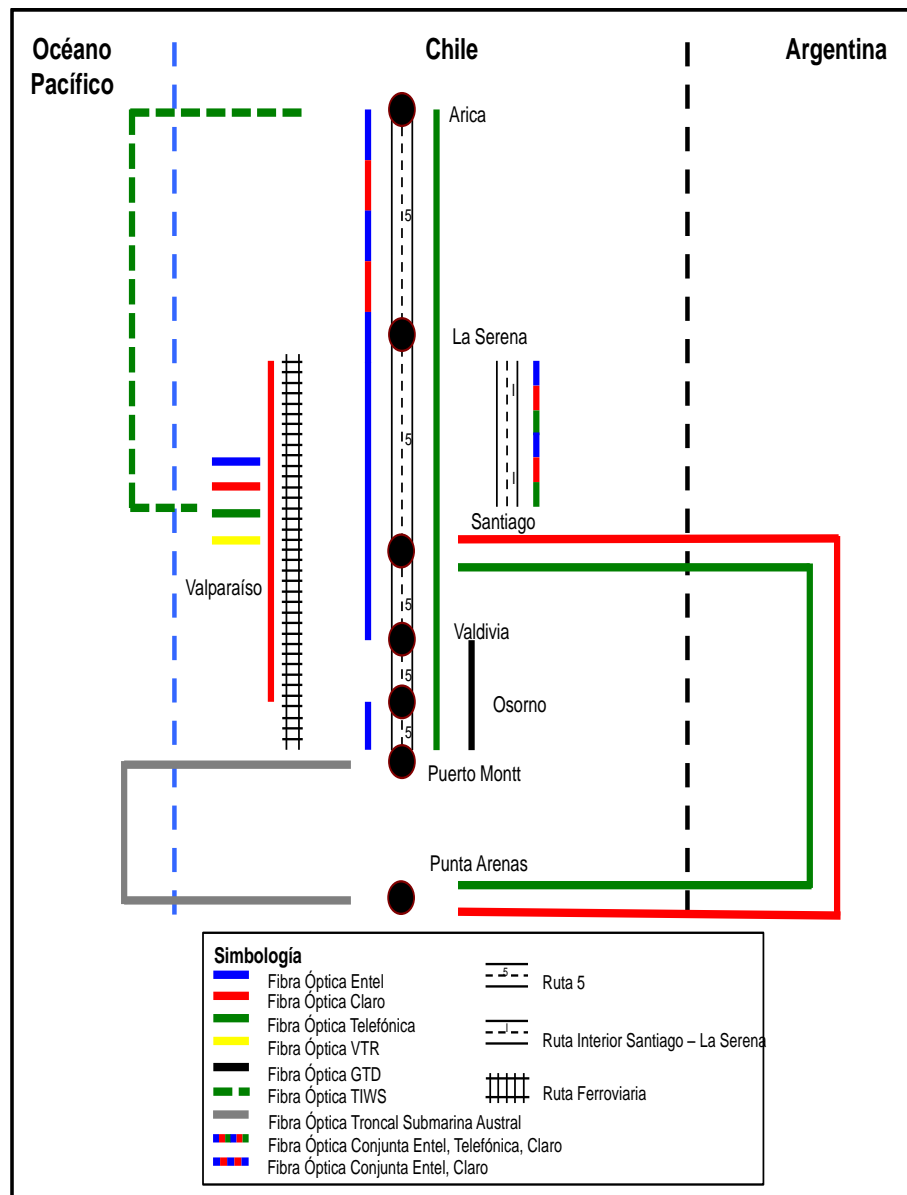 Océano
Pacífico
Chile
Argentina
Arica
5
La Serena
I
5
I
Santiago
Valparaíso
5
Valdivia
5
Osorno
5
Puerto Montt
Punta Arenas
Simbología
Fibra Óptica Entel
Fibra Óptica Claro
Fibra Óptica Telefónica
Fibra Óptica VTR
Fibra Óptica GTD
Fibra Óptica TIWS
Fibra Óptica Troncal Submarina Austral
Fibra Óptica Conjunta Entel, Telefónica, Claro
Fibra Óptica Conjunta Entel, Claro
5
Ruta 5
I
Ruta Interior Santiago – La Serena
Ruta Ferroviaria